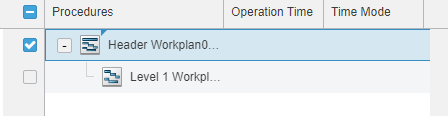 Procedures Operation Time Time Mode
Header Workplan0...
Level 1 Workpl...